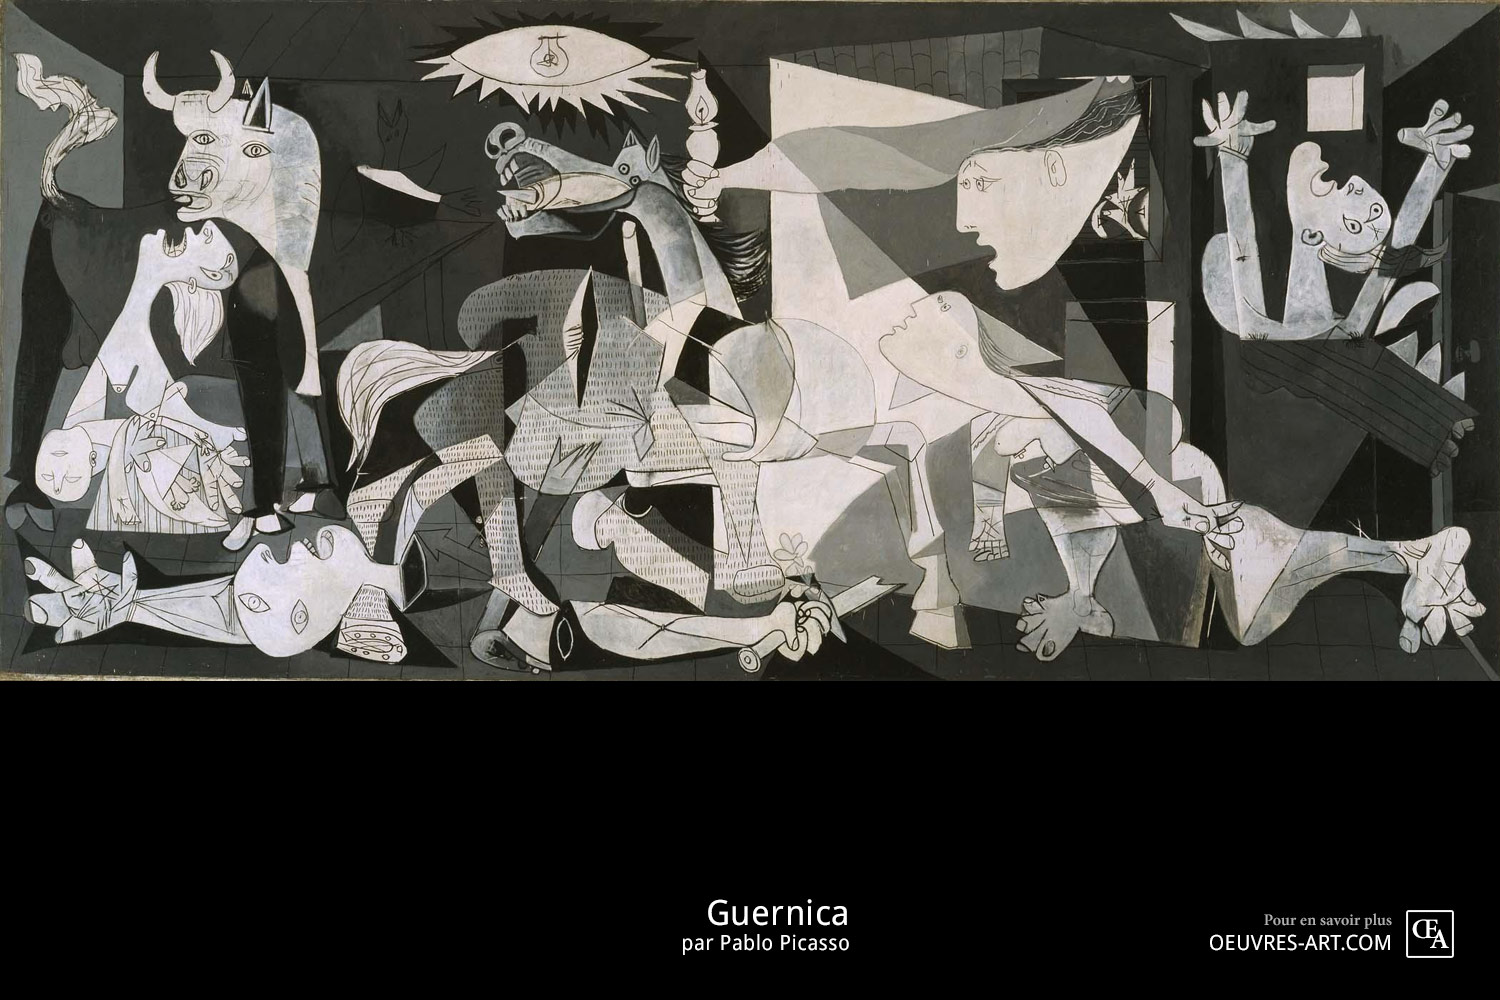 Guernica
par Pablo Picasso
Pour en savoir plus
OEUVRES-ART.COM
ŒA